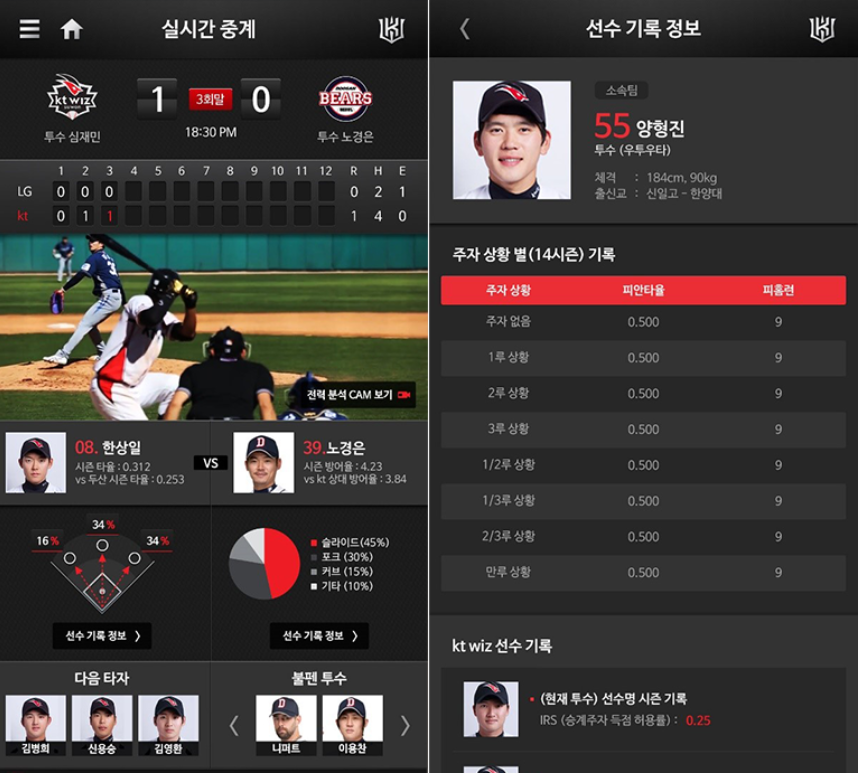 실시간 중계
kt wiz
1
3회말
0
BEARS
18:30 PM
투수 심재민
투수 노경은
1 2 3 4 5 6 7 8 9 10 11 12 R H E
LG 0 0 0 0 2 1
kt 0 1 1 1 4 0
전력 분석 CAM 보기
08. 한상일
시즌 타율 : 0.312
vs 두산 시즌 타율 : 0.253
VS
39.노경은
시즌 방어율 : 4.23
vs kt 상대 방어율 : 3.84
34 %
16 %
34 %
슬라이드(45%)
포크 (30%)
커브 (15%)
기타 (10%)
선수 기록 정보 〉
선수 기록 정보 〉
다음 타자
불펜 투수
김병희
신용승
김영환
니퍼트
이용찬
선수 기록 정보
소속팀
55 양형진
투수 (우투우타)
체격 : 184cm, 90kg
출신교 : 신일고 - 한양대
주자 상황 별(14시즌) 기록
주자 상황 피안타율 피홈런
주자 없음 0.500 9
1루 상황 0.500 9
2루 상황 0.500 9
3루 상황 0.500 9
1/2루 상황 0.500 9
1/3루 상황 0.500 9
2/3루 상황 0.500 9
만루 상황 0.500 9
kt wiz 선수 기록
(현재 투수) 선수명 시즌 기록
IRS (승계주자 득점 허용률) : 0.25